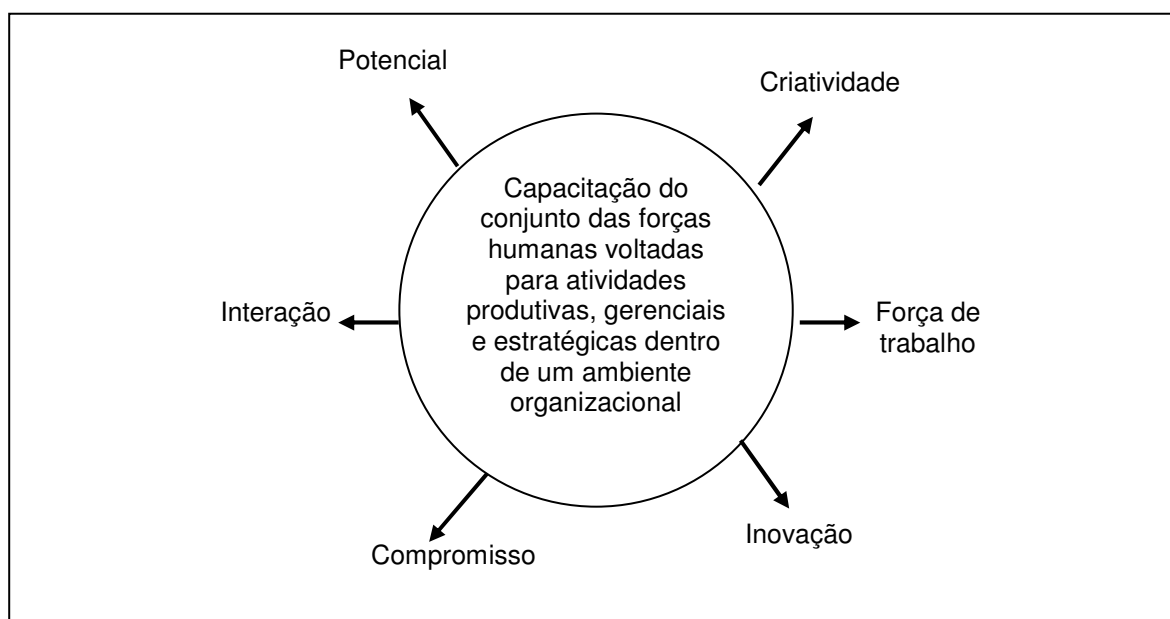 Potencial
Criatividade
Capacitação do
conjunto das forças
humanas voltadas
para atividades
produtivas, gerenciais
e estratégicas dentro
de um ambiente
organizacional
Interação
Força de
trabalho
Compromisso
Inovação